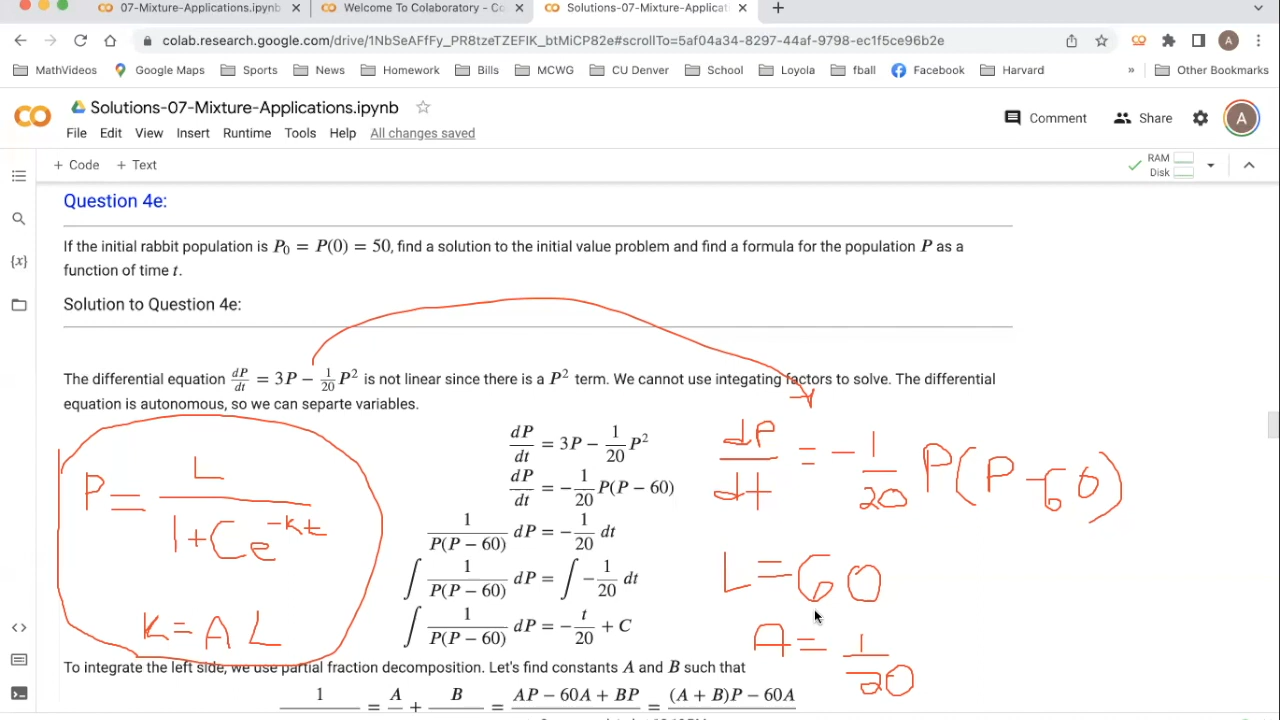 07-Mixture-Applications.ipynb
Welcome To Colaboratory - Co
Solutions-07-Mixture-Applicat
colab.research.google.com/drive/1NbSeAFfFy_PR8tzeTZEFIK_btMiCP82e#scrollTo=5af04a34-8297-44af-9798-ec1f5ce96b2e
A
MathVideos Google Maps Sports News Homework Bills MCWG CU Denver School Loyola fball Facebook Harvard » Other Bookmarks
Solutions-07-Mixture-Applications.ipynb
Comment Share A
File Edit View Insert Runtime Tools Help All changes saved
+ Code + Text
RAM
Disk
{x}
Question 4e:
If the initial rabbit population is P₀ = P(0) = 50, find a solution to the initial value problem and find a formula for the population P as a
function of time t.
Solution to Question 4e:
The differential equation dP/dt = 3P − 1/20 P² is not linear since there is a P² term. We cannot use integating factors to solve. The differential
equation is autonomous, so we can separte variables.
dP/dt = 3P − 1/20 P²
dP/dt = −1/20 P(P − 60)
1/(P(P − 60)) dP = −1/20 dt
∫ 1/(P(P − 60)) dP = ∫ −1/20 dt
∫ 1/(P(P − 60)) dP = −t/20 + C
P = L/(1+Ce^(-kt))
K = AL
dP/dt = −1/20 P(P−60)
L=60
A = 1/20
To integrate the left side, we use partial fraction decomposition. Let's find constants A and B such that
1 = A + B = AP − 60A + BP = (A + B)P − 60A